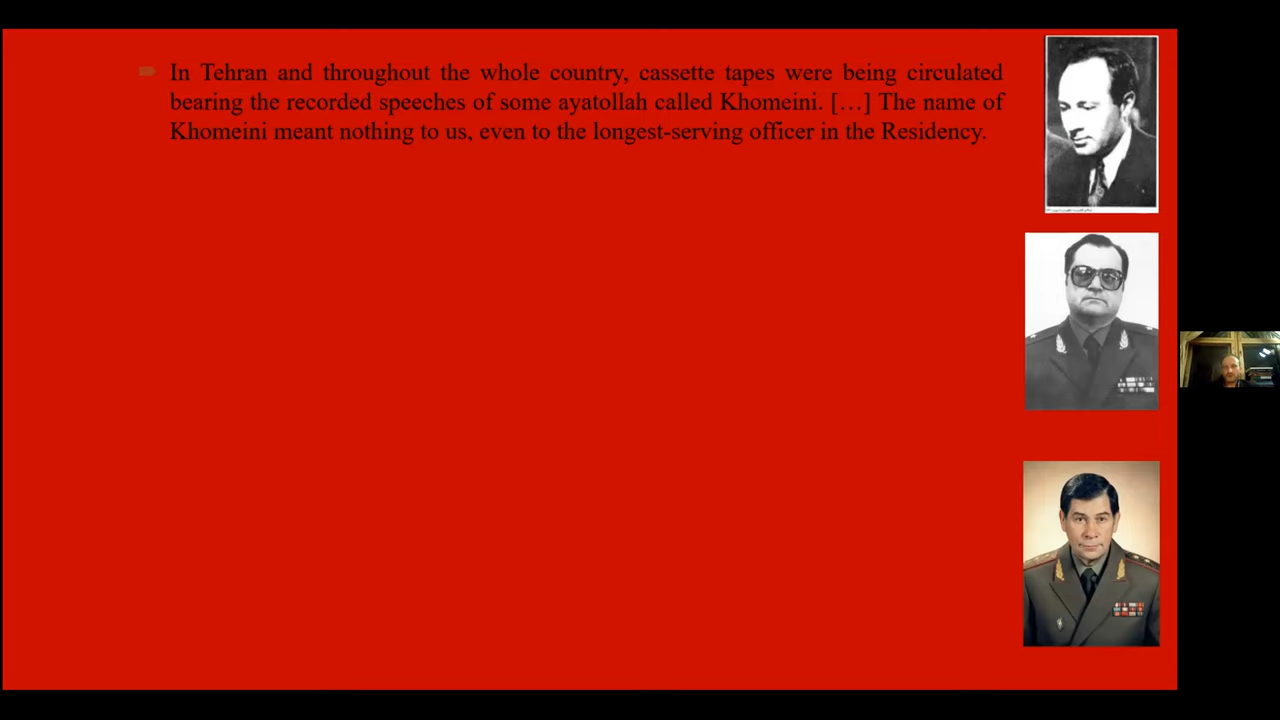 In Tehran and throughout the whole country, cassette tapes were being circulated
bearing the recorded speeches of some ayatollah called Khomeini. […] The name of
Khomeini meant nothing to us, even to the longest-serving officer in the Residency.